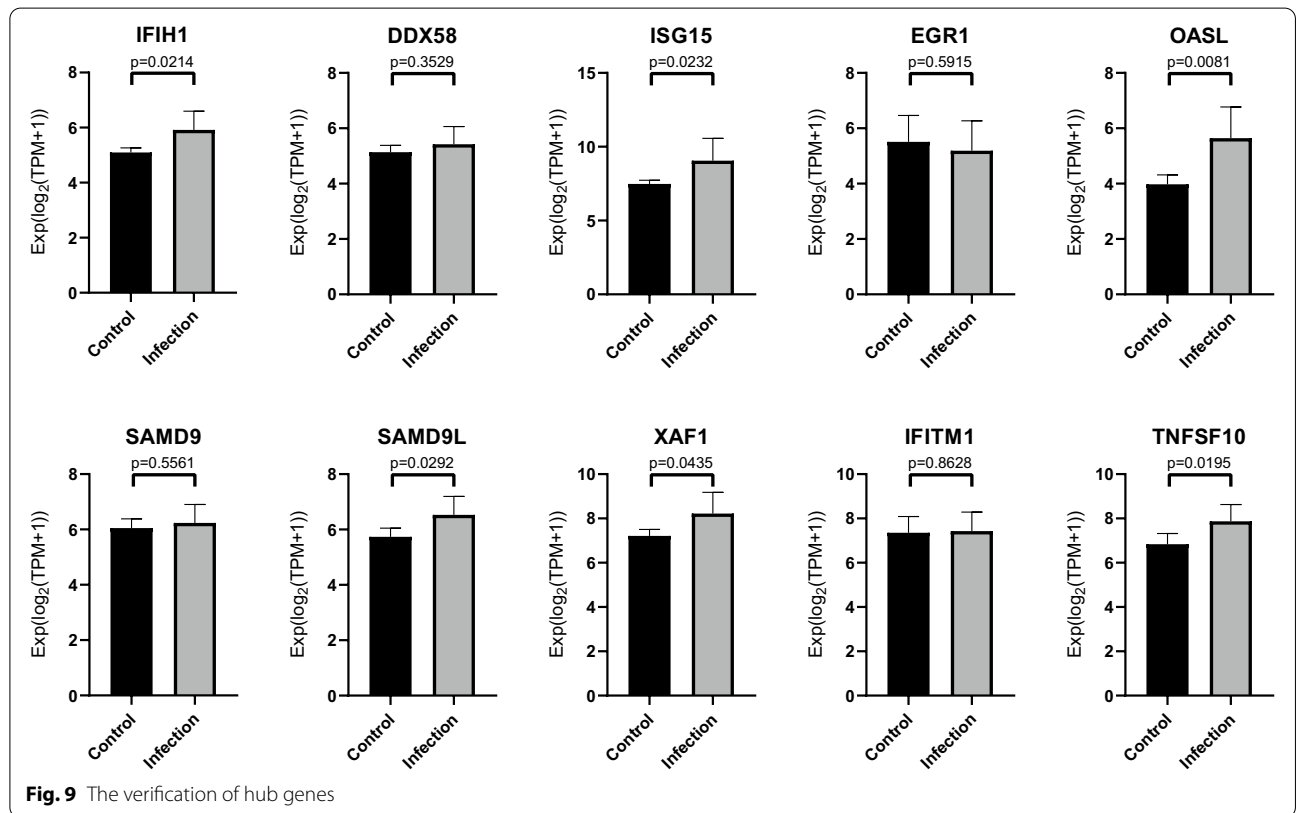 IFIH1
p=0.0214
Exp(log2(TPM+1))
8
6
4
2
0
Control
Infection
DDX58
p=0.3529
Exp(log2(TPM+1))
8
6
4
2
0
Control
Infection
ISG15
p=0.0232
Exp(log2(TPM+1))
15
10
5
0
Control
Infection
EGR1
p=0.5915
Exp(log2(TPM+1))
8
6
4
2
0
Control
Infection
OASL
p=0.0081
Exp(log2(TPM+1))
8
6
4
2
0
Control
Infection
SAMD9
p=0.5561
Exp(log2(TPM+1))
8
6
4
2
0
Control
Infection
SAMD9L
p=0.0292
Exp(log2(TPM+1))
8
6
4
2
0
Control
Infection
XAF1
p=0.0435
Exp(log2(TPM+1))
10
8
6
4
2
0
Control
Infection
IFITM1
p=0.8628
Exp(log2(TPM+1))
10
8
6
4
2
0
Control
Infection
TNFSF10
p=0.0195
Exp(log2(TPM+1))
10
8
6
4
2
0
Control
Infection
Fig. 9 The verification of hub genes